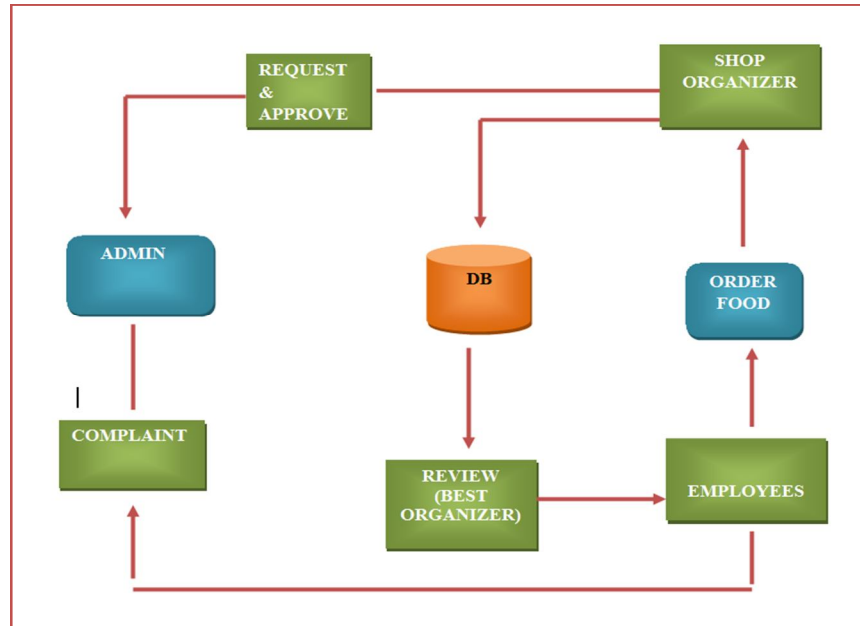 REQUEST
&
APPROVE
SHOP
ORGANIZER
ADMIN
DB
ORDER
FOOD
COMPLAINT
REVIEW
(BEST
ORGANIZER)
EMPLOYEES